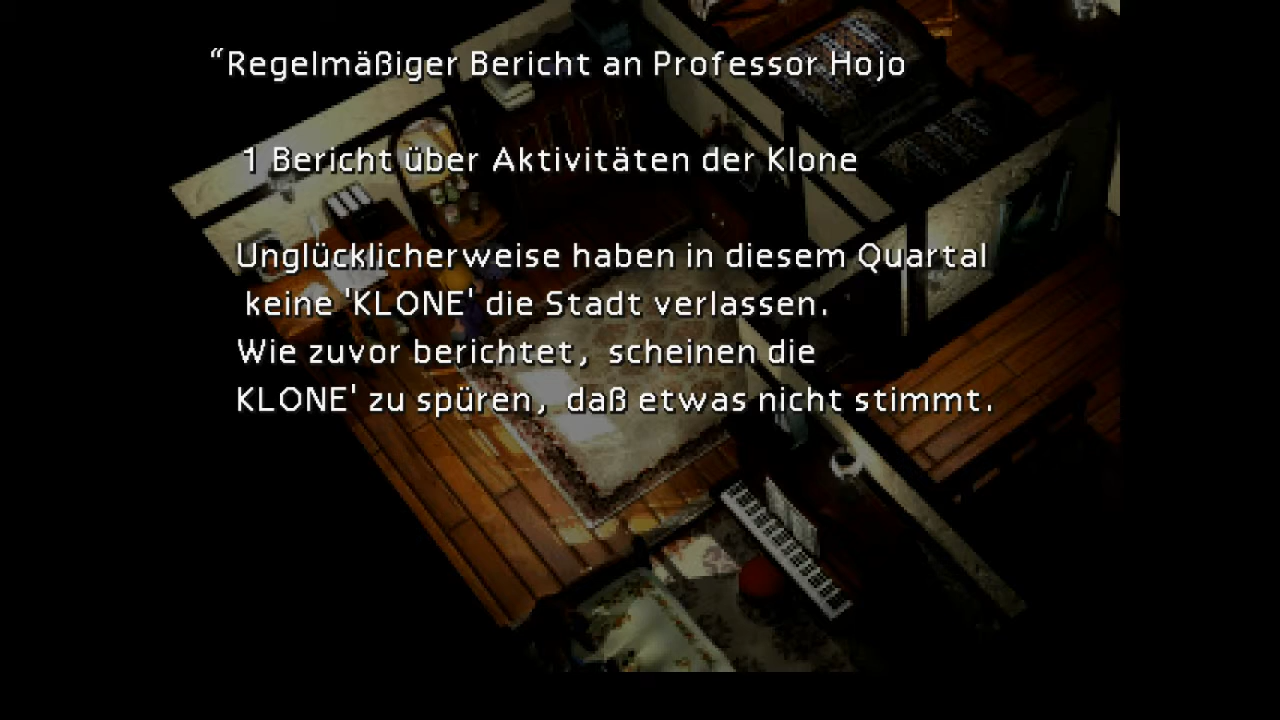 “Regelmäßiger Bericht an Professor Hojo
1 Bericht über Aktivitäten der Klone
Unglücklicherweise haben in diesem Quartal
keine 'KLONE' die Stadt verlassen.
Wie zuvor berichtet, scheinen die
KLONE' zu spüren, daß etwas nicht stimmt.